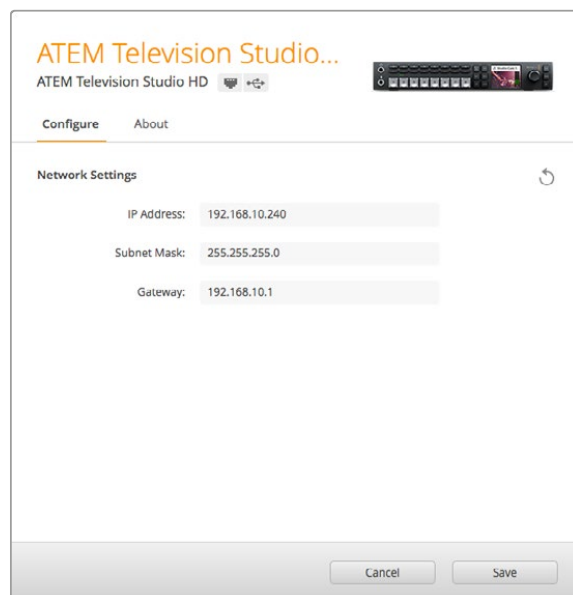 ATEM Television Studio...
ATEM Television Studio HD
Configure About
Network Settings
IP Address: 192.168.10.240
Subnet Mask: 255.255.255.0
Gateway: 192.168.10.1
Cancel Save